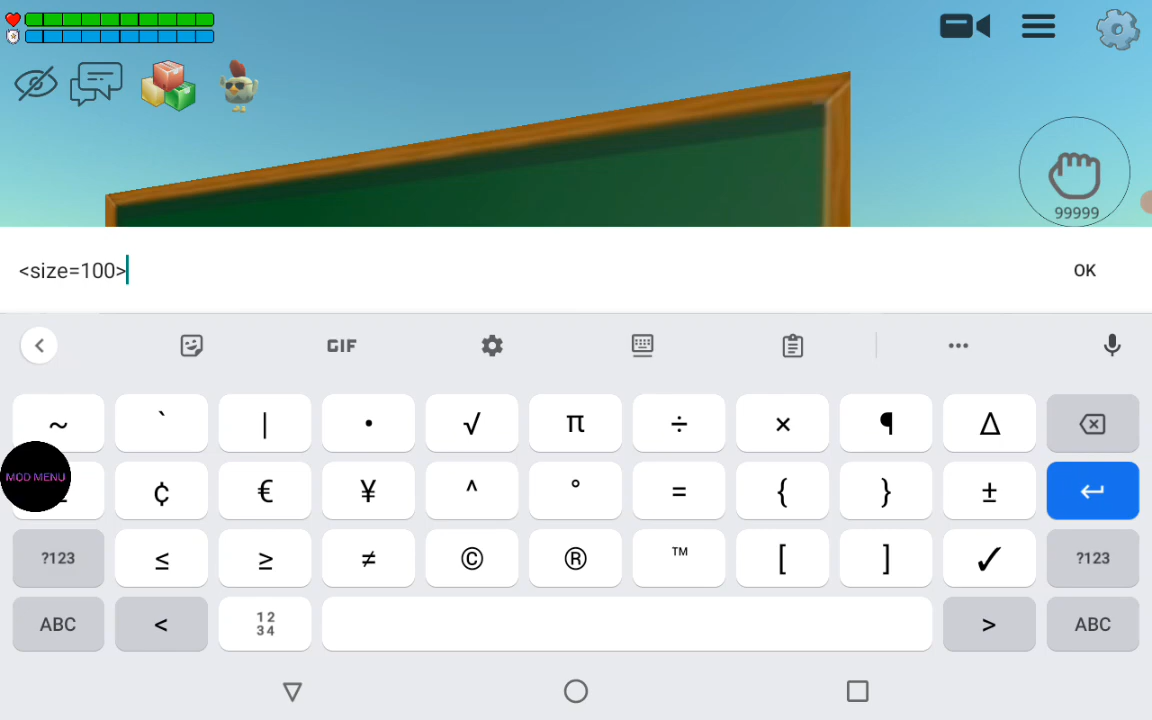 99999
<size=100>
OK
GIF
~ ` | • √ π ÷ × ¶ Δ
MOD MENU
¢ € ¥ ^ ° = { } ±
?123 ≤ ≥ ≠ © ® ™ [ ] ✓ ?123
ABC < 12 34 > ABC